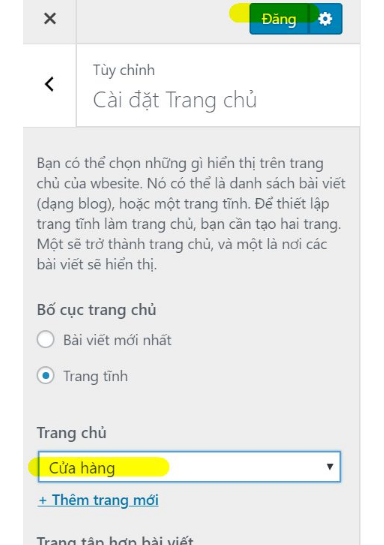 Đăng
Tùy chỉnh
Cài đặt Trang chủ
Bạn có thể chọn những gì hiển thị trên trang
chủ của wbesite. Nó có thể là danh sách bài viết
(dạng blog), hoặc một trang tĩnh. Để thiết lập
trang tĩnh làm trang chủ, bạn cần tạo hai trang.
Một sẽ trở thành trang chủ, và một là nơi các
bài viết sẽ hiển thị.
Bố cục trang chủ
Bài viết mới nhất
Trang tĩnh
Trang chủ
Cửa hàng
+ Thêm trang mới
Trang tập hợp bài viết